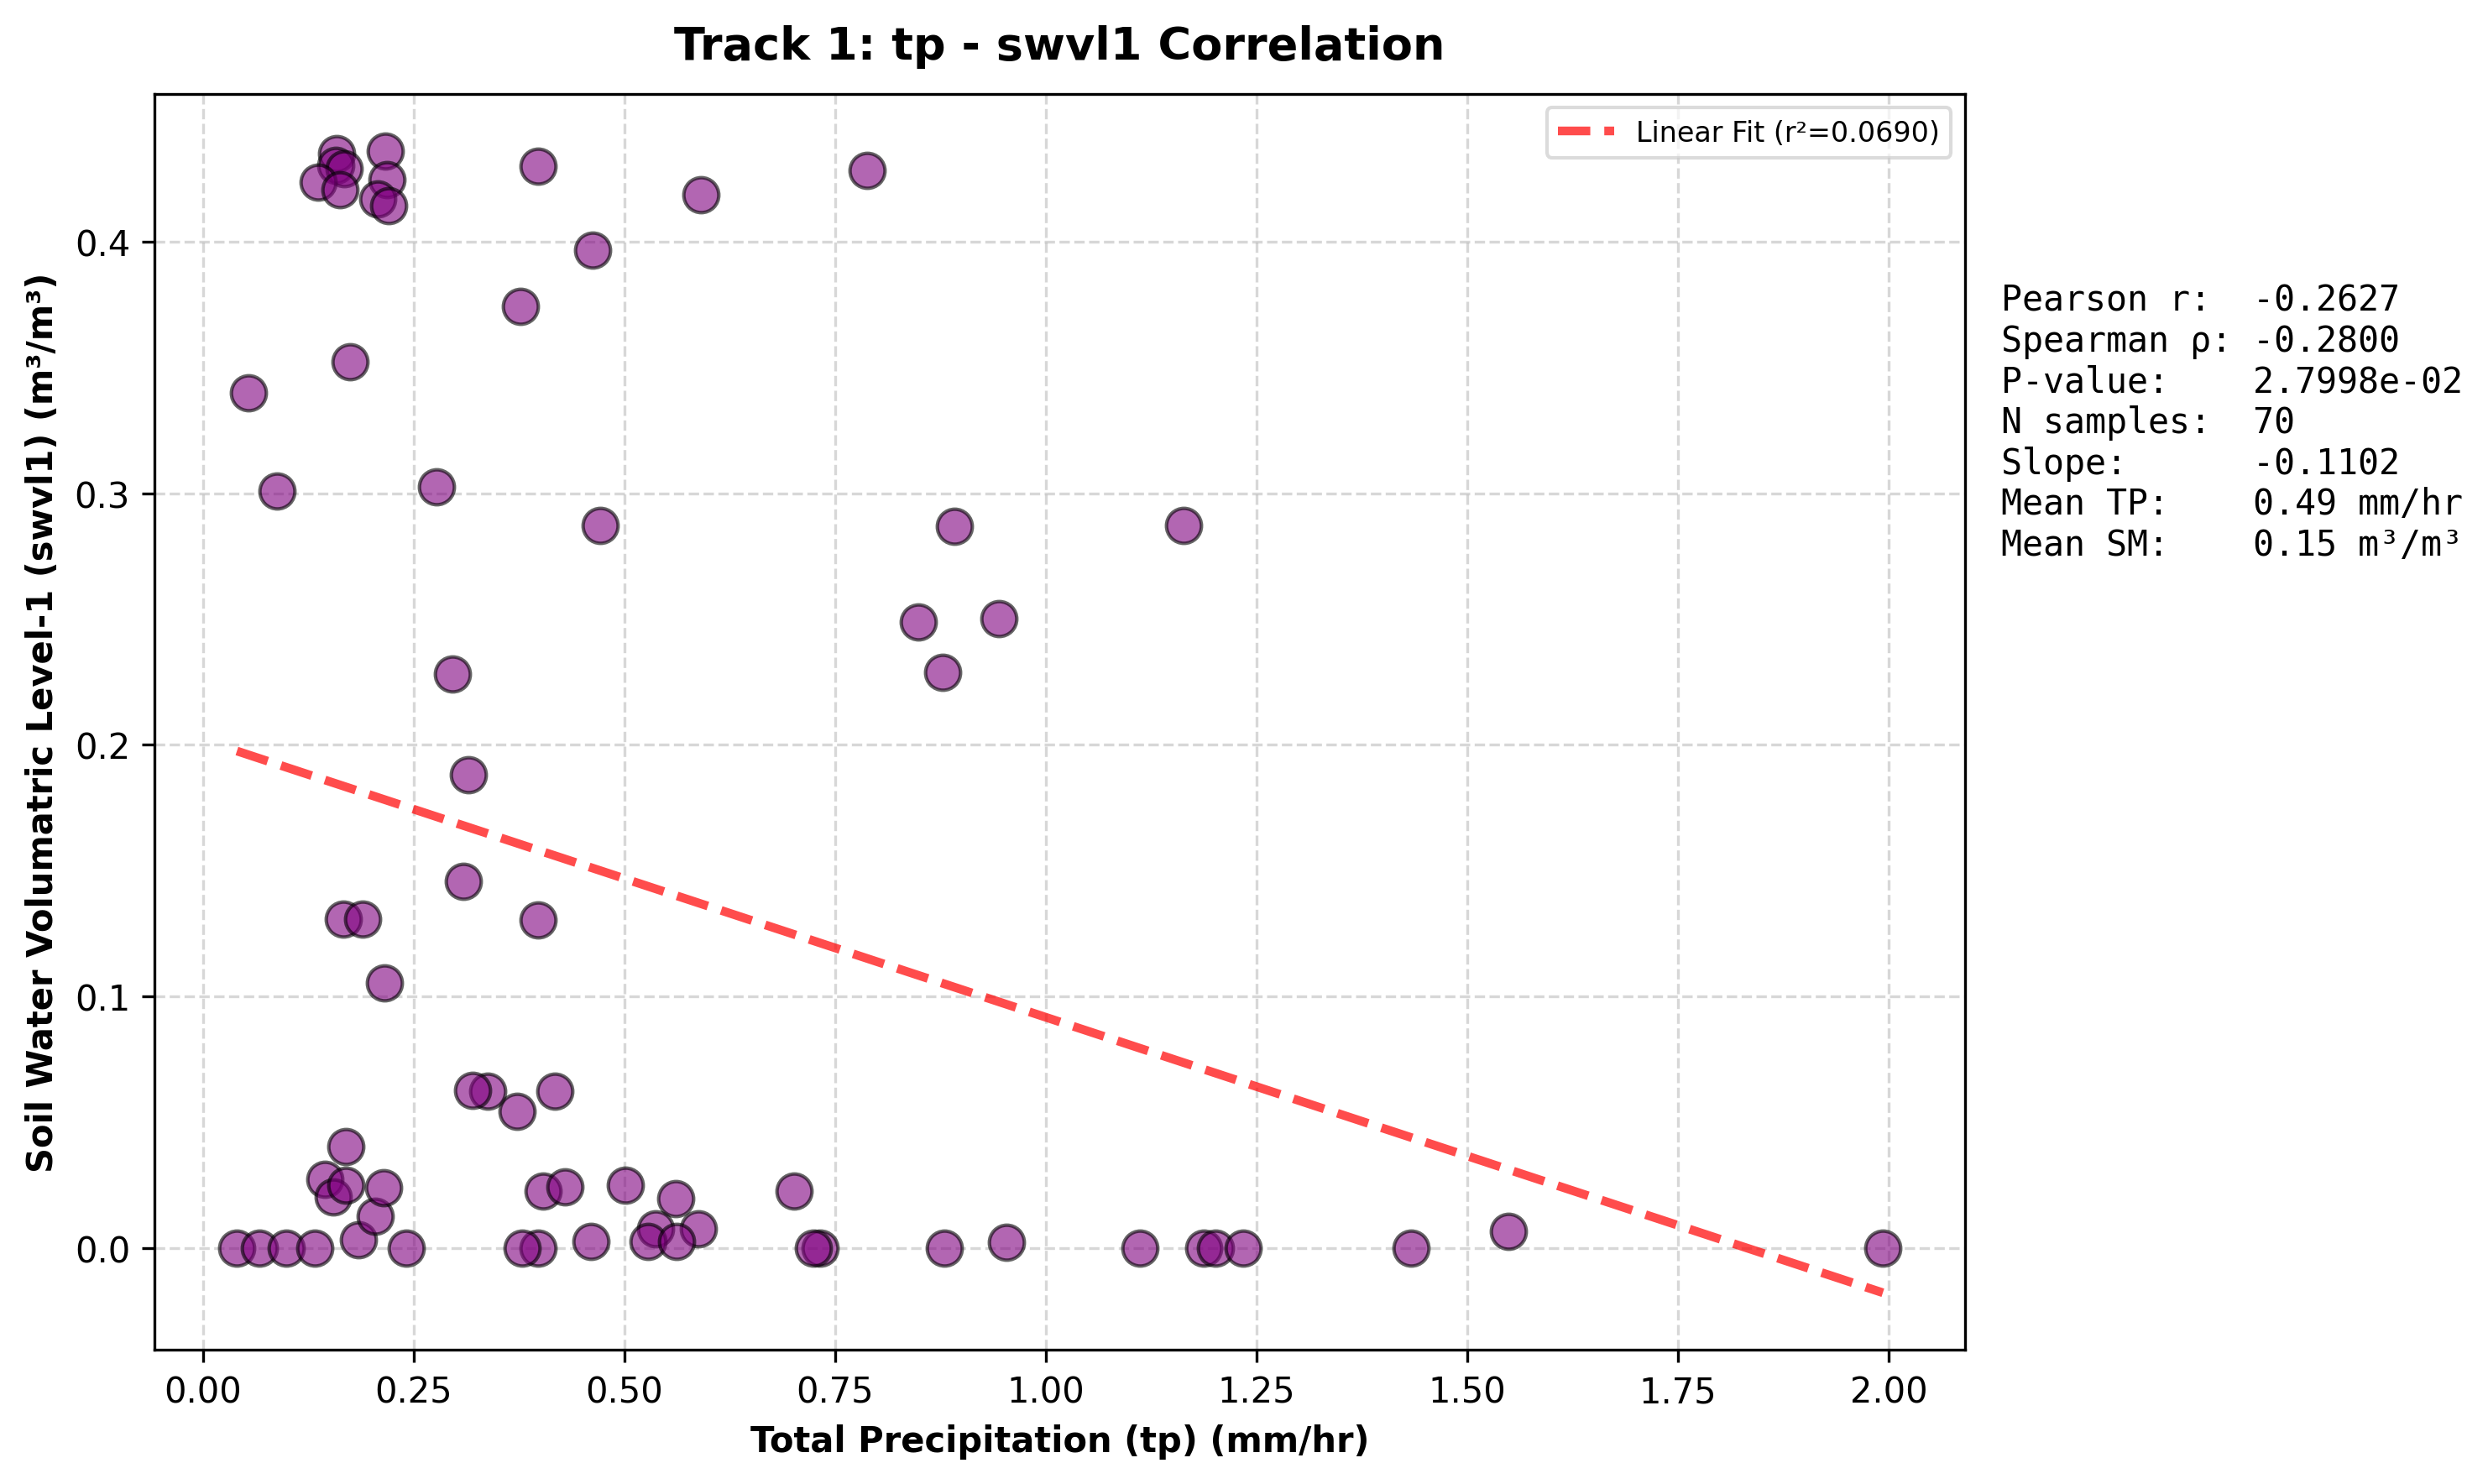 Track 1: tp - swvl1 Correlation
Linear Fit (r²=0.0690)
Soil Water Volumatric Level-1 (swvl1) (m³/m³)
0.4
0.3
0.2
0.1
0.0
0.00 0.25 0.50 0.75 1.00 1.25 1.50 1.75 2.00
Total Precipitation (tp) (mm/hr)
Pearson r: -0.2627
Spearman ρ: -0.2800
P-value: 2.7998e-02
N samples: 70
Slope: -0.1102
Mean TP: 0.49 mm/hr
Mean SM: 0.15 m³/m³